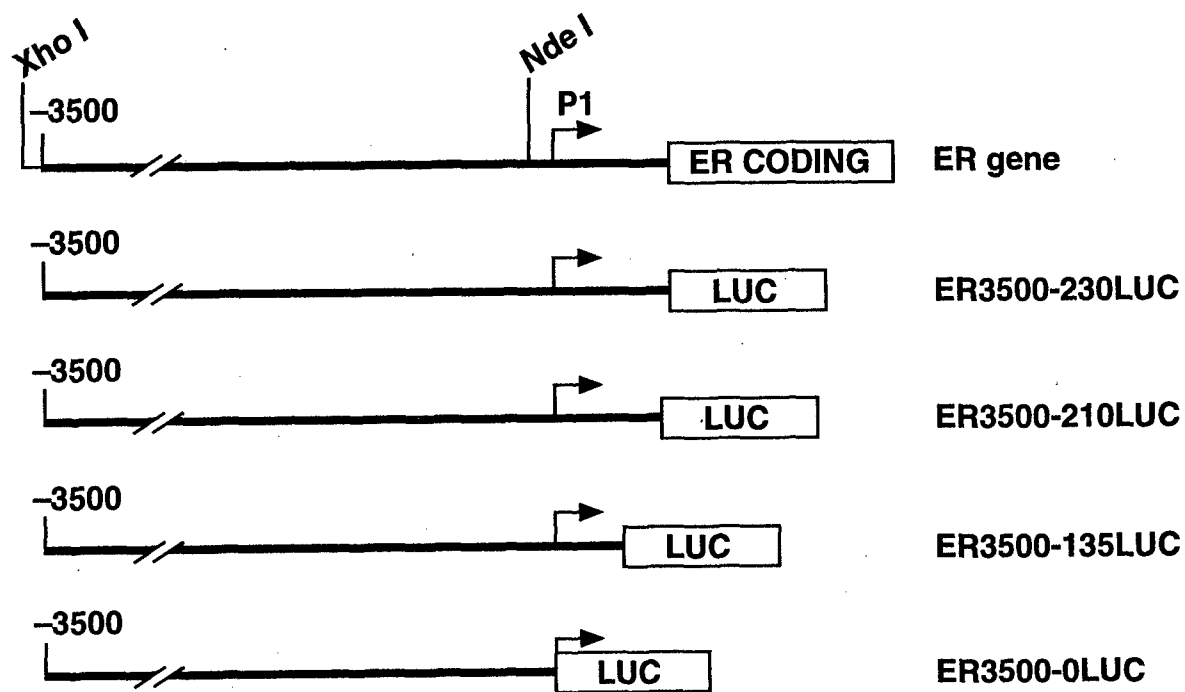 Xho I
Nde I
–3500
P1
ER CODING
ER gene
–3500
LUC
ER3500-230LUC
–3500
LUC
ER3500-210LUC
–3500
LUC
ER3500-135LUC
–3500
LUC
ER3500-0LUC